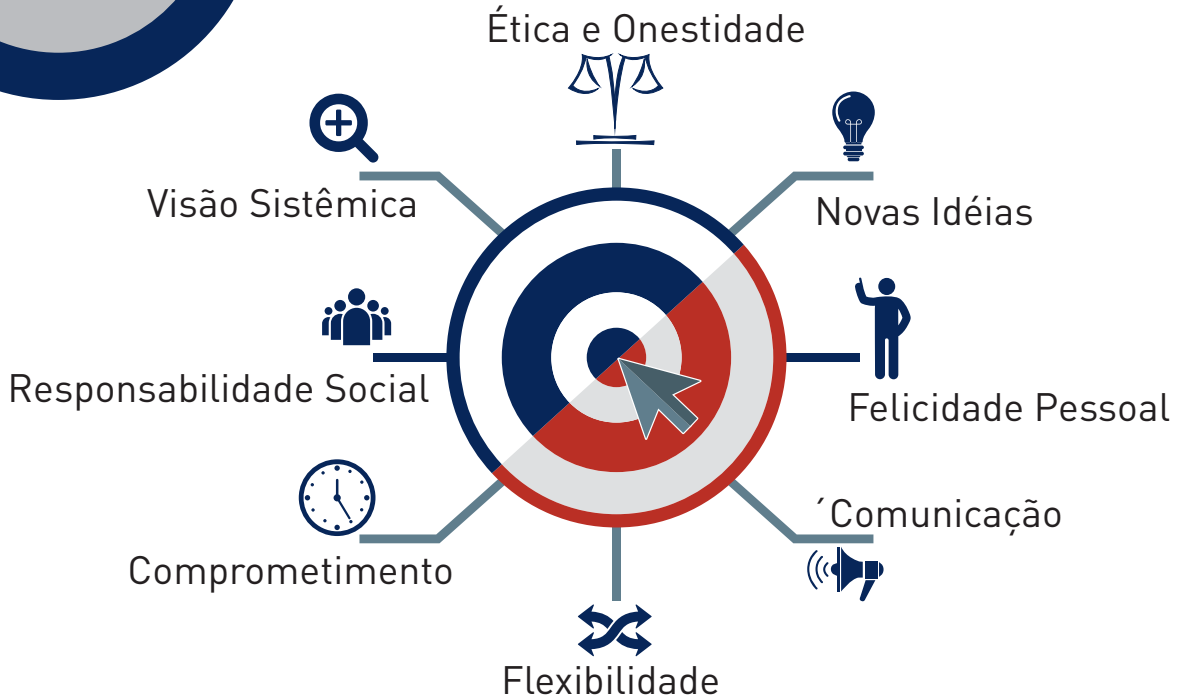 Ética e Onestidade
Visão Sistêmica
Novas Idéias
Responsabilidade Social
Felicidade Pessoal
´Comunicação
Comprometimento
Flexibilidade